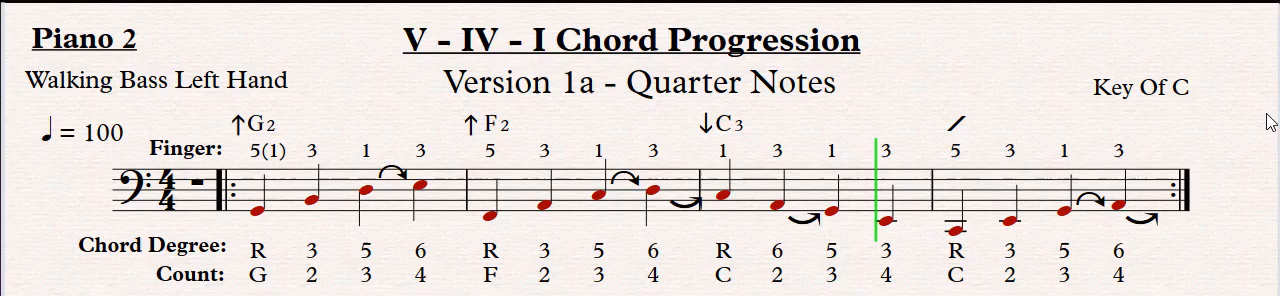 Piano 2
V - IV - I Chord Progression
Walking Bass Left Hand
Version 1a - Quarter Notes
Key Of C
♩ = 100
↑G2 ↑F2 ↓C3
Finger: 5(1) 3 1 3 5 3 1 3 1 3 1 3 5 3 1 3
4
4
Chord Degree: R 3 5 6 R 3 5 6 R 6 5 3 R 3 5 6
Count: G 2 3 4 F 2 3 4 C 2 3 4 C 2 3 4